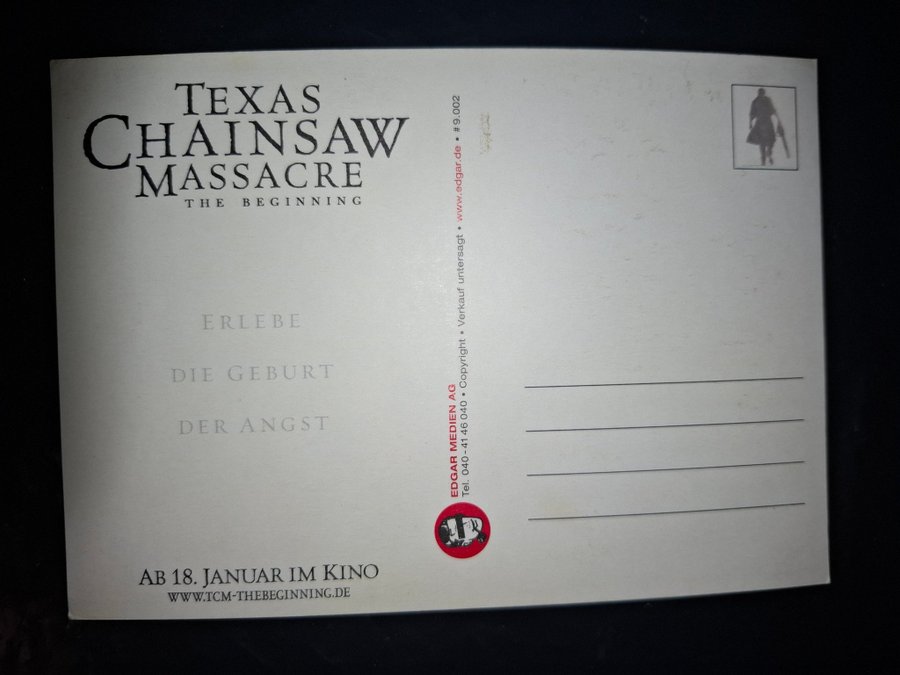 TEXAS
CHAINSAW
MASSACRE
THE BEGINNING
ERLEBE
DIE GEBURT
DER ANGST
AB 18. JANUAR IM KINO
WWW.TCM-THEBEGINNING.DE
EDGAR MEDIEN AG
Tel. 040-41 46 040 • Copyright • Verkauf untersagt • www.edgar.de • # 9.002